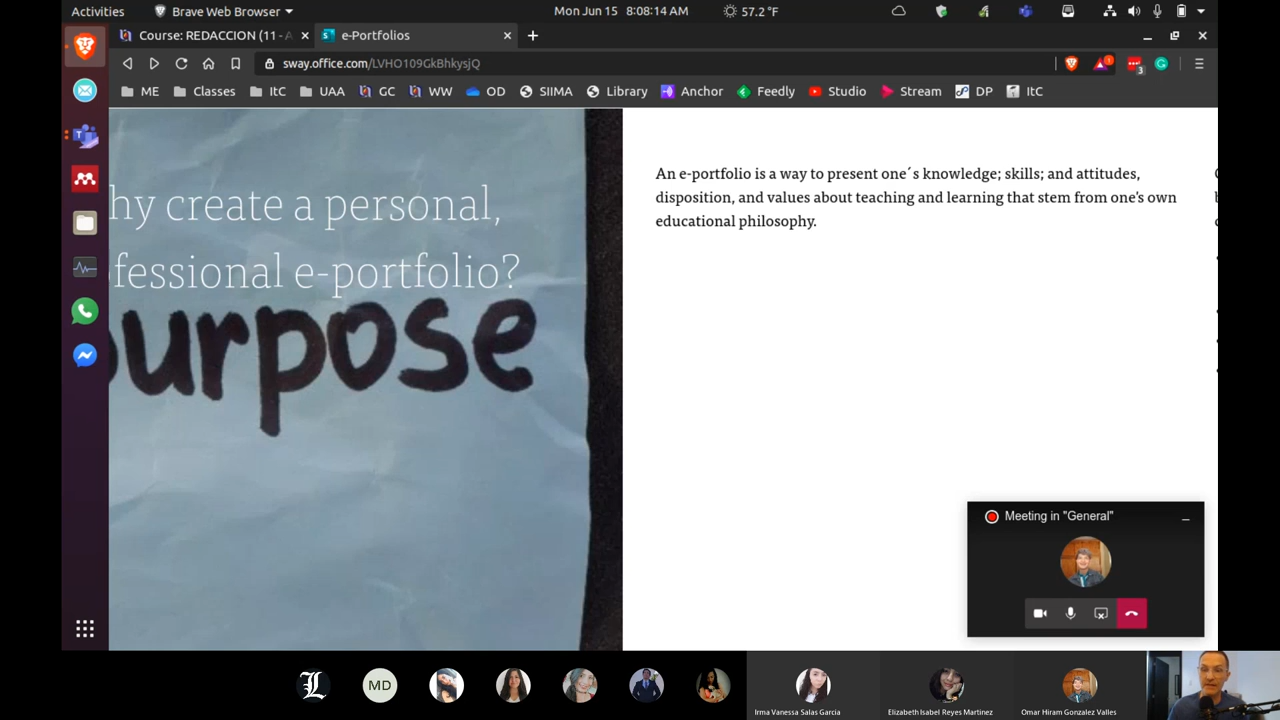 Activities
Brave Web Browser
Mon Jun 15 8:08:14 AM
57.2 °F
Course: REDACCION (11 - A
e-Portfolios
sway.office.com/LVHO109GkBhkysjQ
1
3
ME
Classes
ItC
UAA
GC
WW
OD
SIIMA
Library
Anchor
Feedly
Studio
Stream
DP
ItC
hy create a personal,
ofessional e-portfolio?
purpose
An e-portfolio is a way to present one´s knowledge; skills; and attitudes,
disposition, and values about teaching and learning that stem from one's own
educational philosophy.
Meeting in "General"
L
MD
Irma Vanessa Salas Garcia
Elizabeth Isabel Reyes Martinez
Omar Hiram Gonzalez Valles